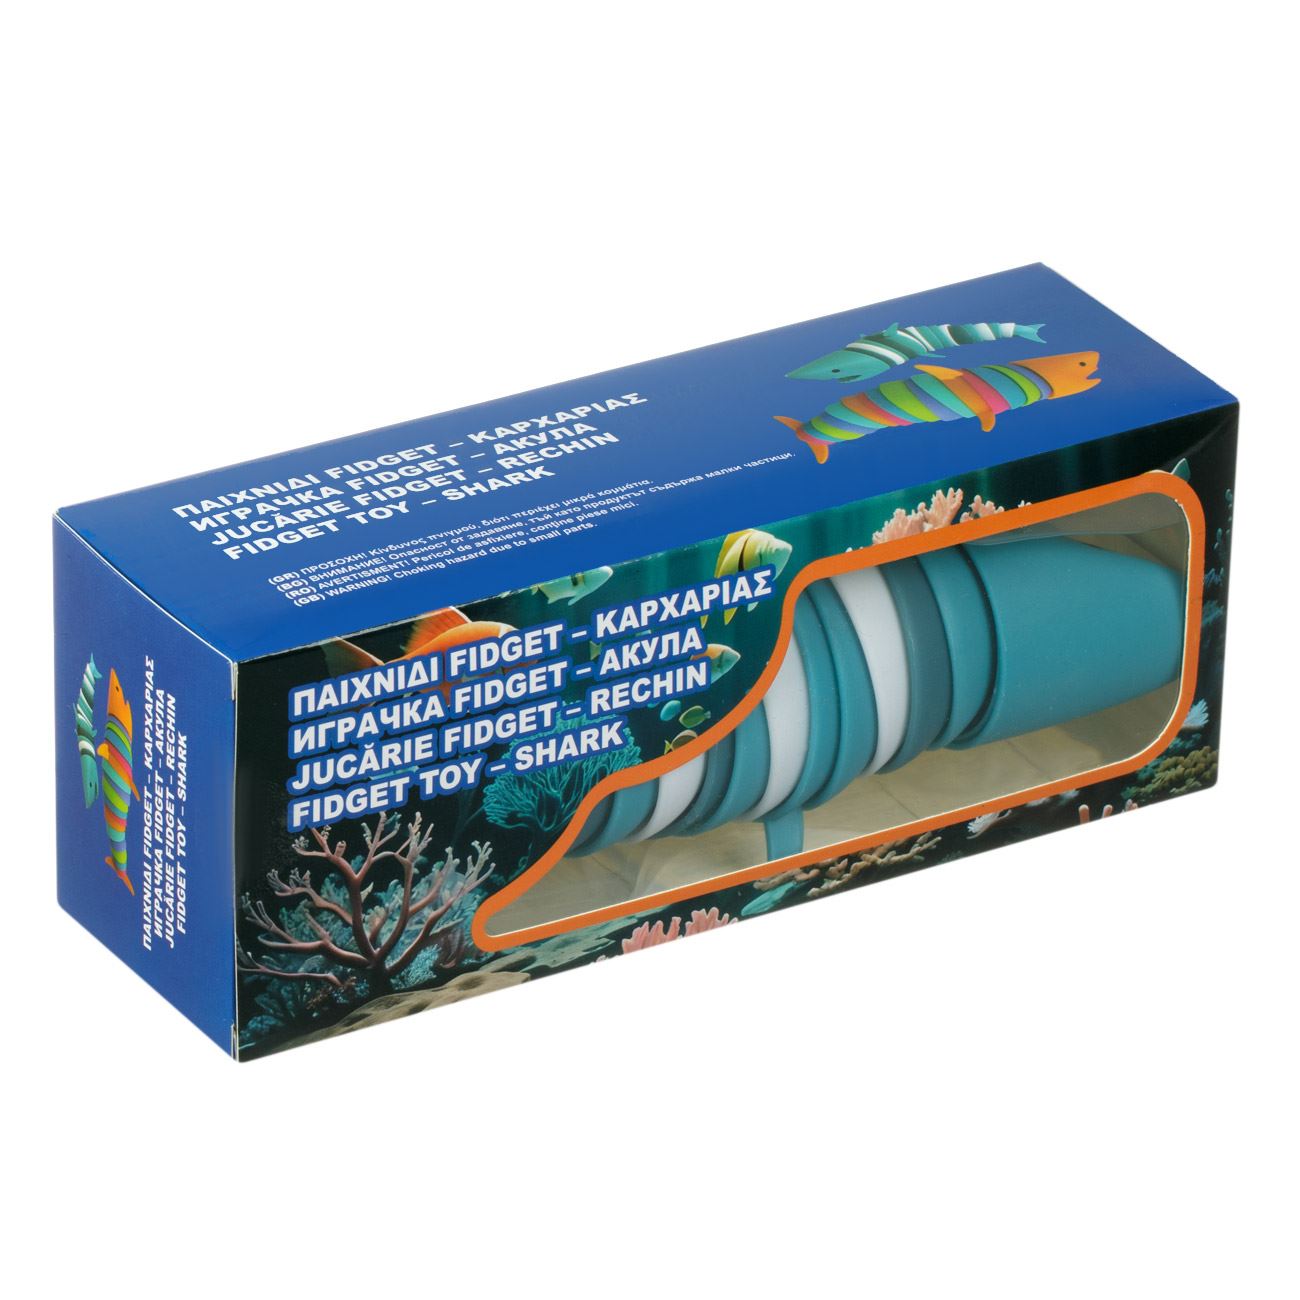 ΠΑΙΧΝΙΔΙ FIDGET – ΚΑΡΧΑΡΙΑΣ
ИГРАЧКА FIDGET – АКУЛА
JUCĂRIE FIDGET – RECHIN
FIDGET TOY – SHARK
(GR) ΠΡΟΣΟΧΗ! Κίνδυνος πνιγμού, διότι περιέχει μικρά κομμάτια.
(BG) ВНИМАНИЕ! Опасност от задавяне, тъй като продуктът съдържа малки частици.
(RO) AVERTISMENT! Pericol de asfixiere, conține piese mici.
(GB) WARNING! Choking hazard due to small parts.
ΠΑΙΧΝΙΔΙ FIDGET – ΚΑΡΧΑΡΙΑΣ
ИГРАЧКА FIDGET – АКУЛА
JUCĂRIE FIDGET – RECHIN
FIDGET TOY – SHARK
ΠΑΙΧΝΙΔΙ FIDGET – ΚΑΡΧΑΡΙΑΣ
ИГРАЧКА FIDGET – АКУЛА
JUCĂRIE FIDGET – RECHIN
FIDGET TOY – SHARK